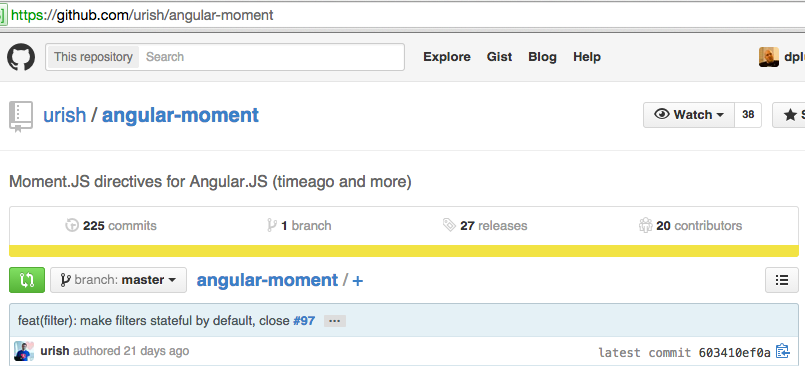 https://github.com/urish/angular-moment
This repository Search Explore Gist Blog Help
urish / angular-moment Watch 38
Moment.JS directives for Angular.JS (timeago and more)
225 commits 1 branch 27 releases 20 contributors
branch: master angular-moment / +
feat(filter): make filters stateful by default, close #97 ...
urish authored 21 days ago latest commit 603410ef0a